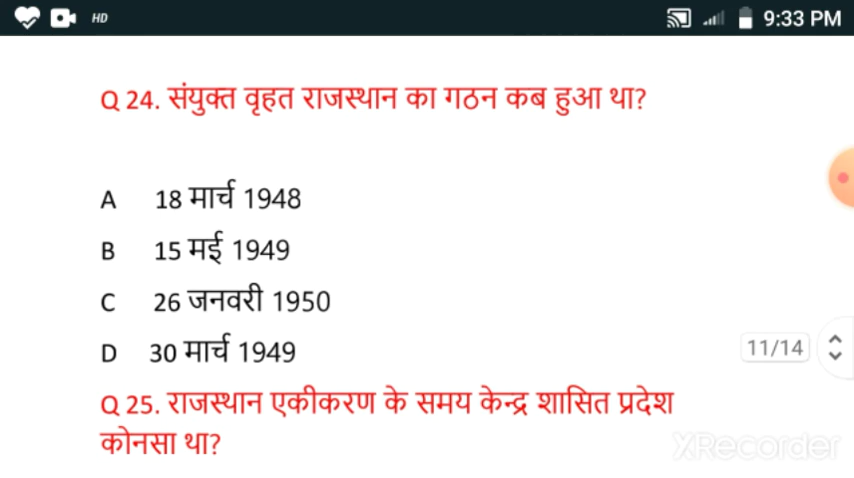 HD 9:33 PM
Q 24. संयुक्त वृहत राजस्थान का गठन कब हुआ था?
A 18 मार्च 1948
B 15 मई 1949
C 26 जनवरी 1950
D 30 मार्च 1949
11/14
Q 25. राजस्थान एकीकरण के समय केन्द्र शासित प्रदेश
कोनसा था?
XRecorder